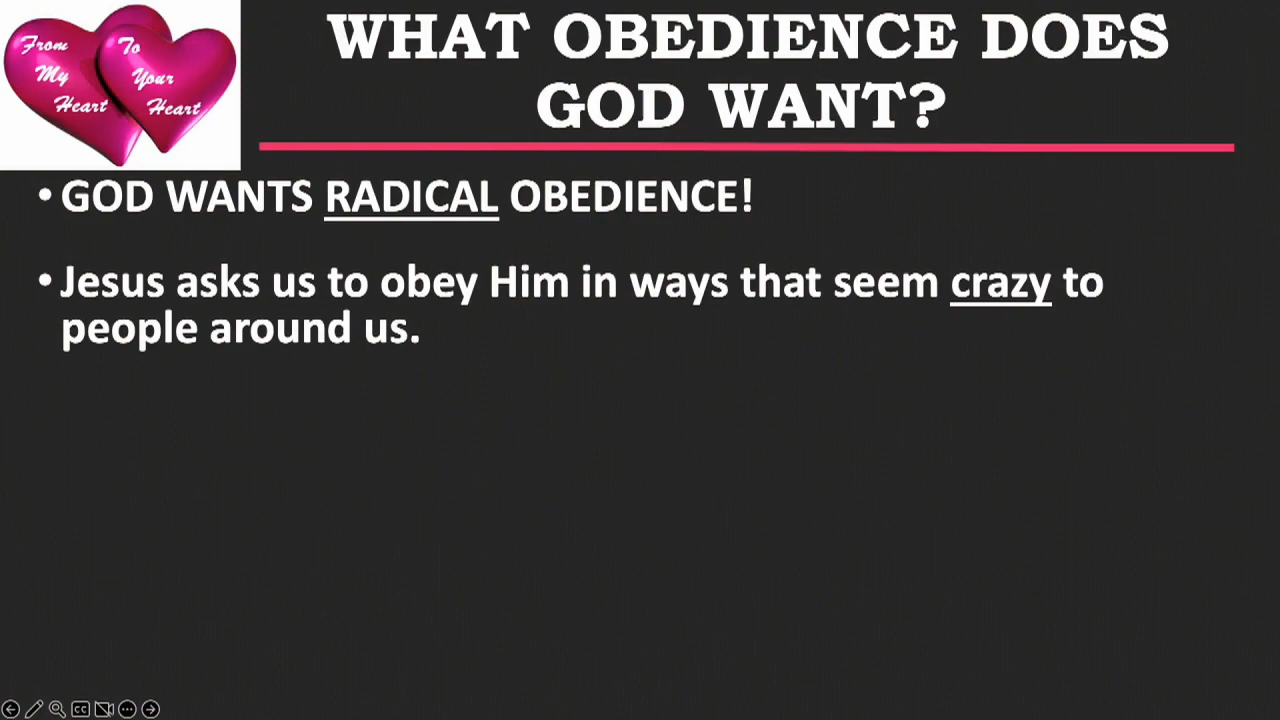 From
My
Heart
To
Your
Heart
WHAT OBEDIENCE DOES
GOD WANT?
• GOD WANTS RADICAL OBEDIENCE!
• Jesus asks us to obey Him in ways that seem crazy to
people around us.
CC